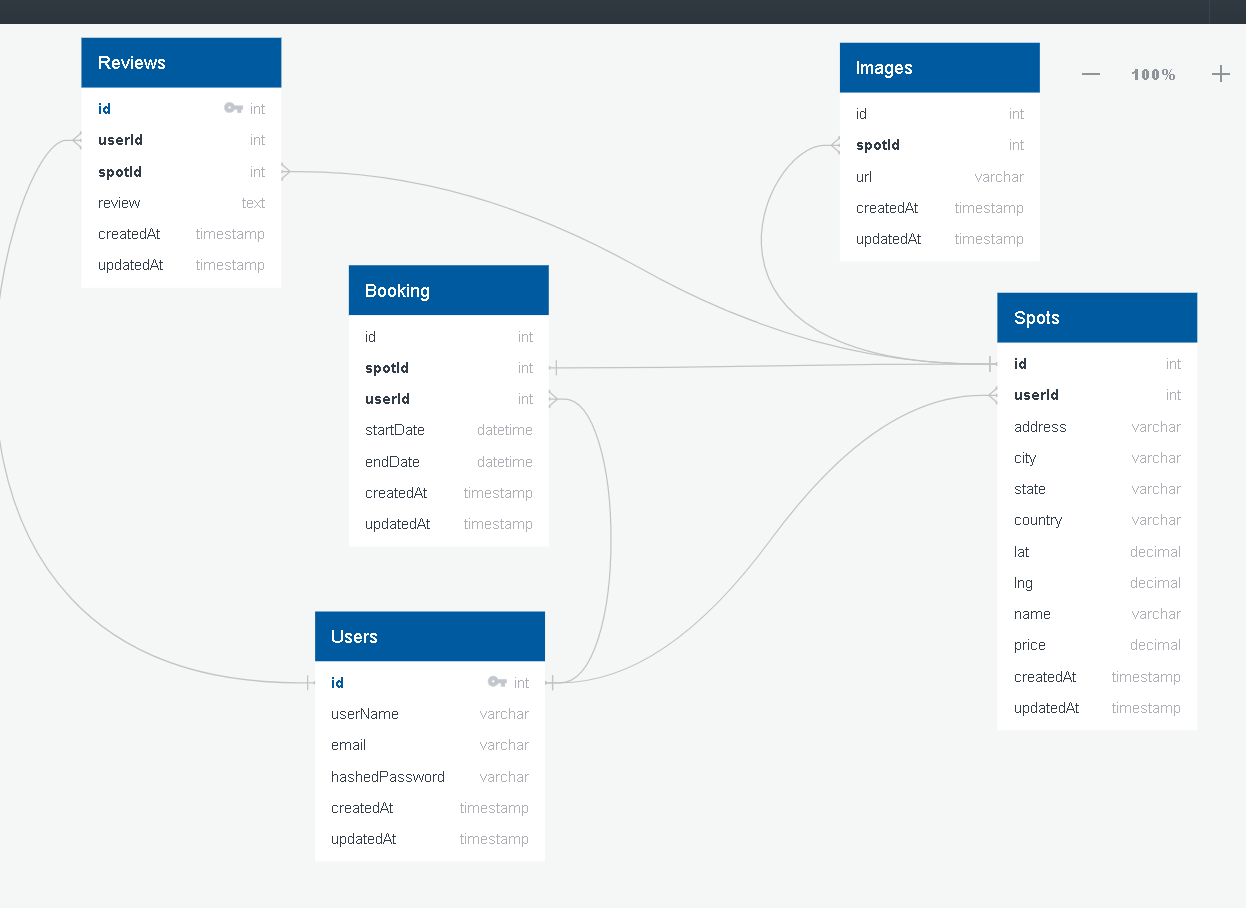 Reviews
id int
userId int
spotId int
review text
createdAt timestamp
updatedAt timestamp
Images
id int
spotId int
url varchar
createdAt timestamp
updatedAt timestamp
100%
Booking
id int
spotId int
userId int
startDate datetime
endDate datetime
createdAt timestamp
updatedAt timestamp
Spots
id int
userId int
address varchar
city varchar
state varchar
country varchar
lat decimal
lng decimal
name varchar
price decimal
createdAt timestamp
updatedAt timestamp
Users
id int
userName varchar
email varchar
hashedPassword varchar
createdAt timestamp
updatedAt timestamp